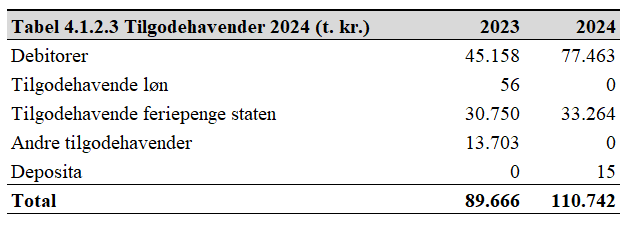 Tabel 4.1.2.3 Tilgodehavender 2024 (t. kr.) 2023 2024
Debitorer 45.158 77.463
Tilgodehavende løn 56 0
Tilgodehavende feriepenge staten 30.750 33.264
Andre tilgodehavender 13.703 0
Deposita 0 15
Total 89.666 110.742